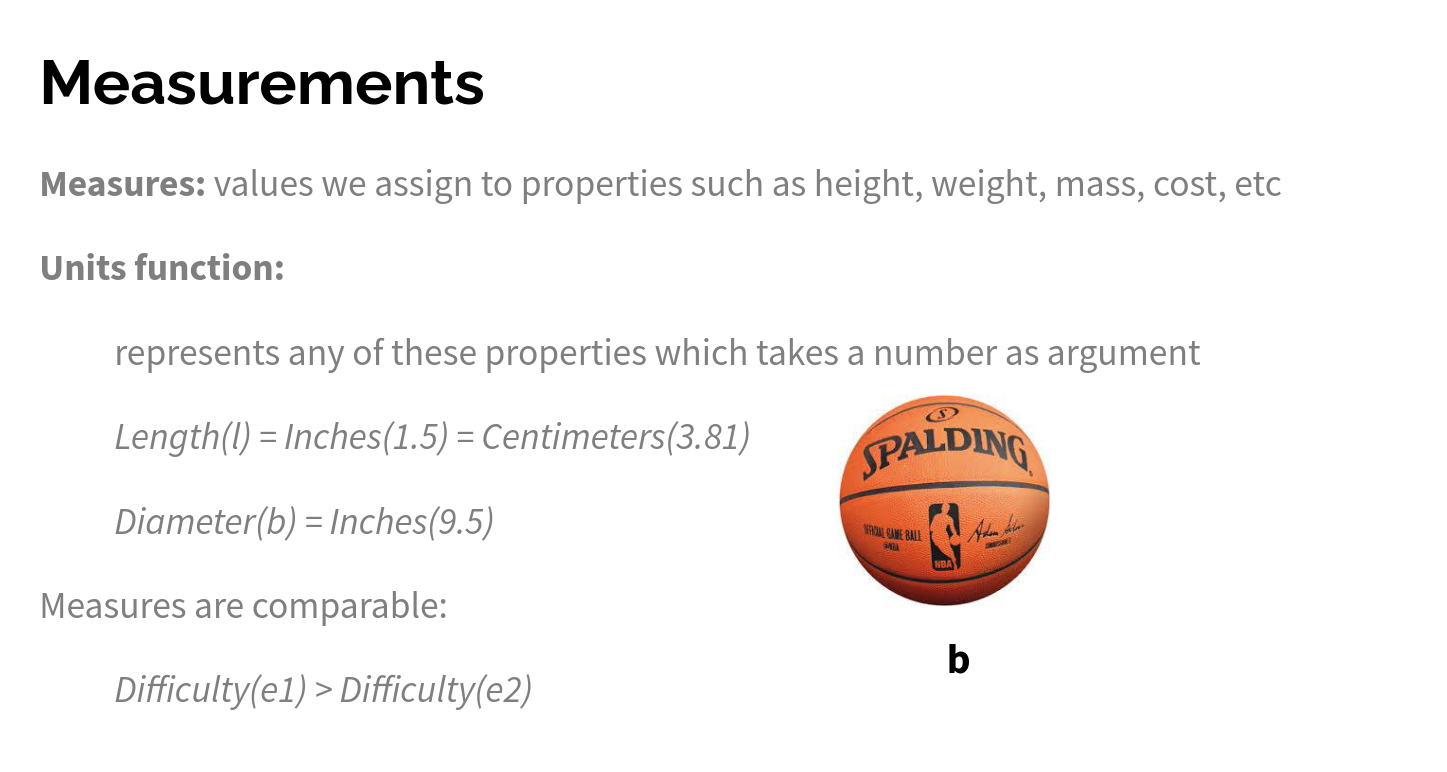 Measurements
Measures: values we assign to properties such as height, weight, mass, cost, etc
Units function:
represents any of these properties which takes a number as argument
Length(l) = Inches(1.5) = Centimeters(3.81)
Diameter(b) = Inches(9.5)
Measures are comparable:
Difficulty(e1) > Difficulty(e2)
S
SPALDING
OFFICIAL GAME BALL
@NBA
NBA
COMMISSIONER
b